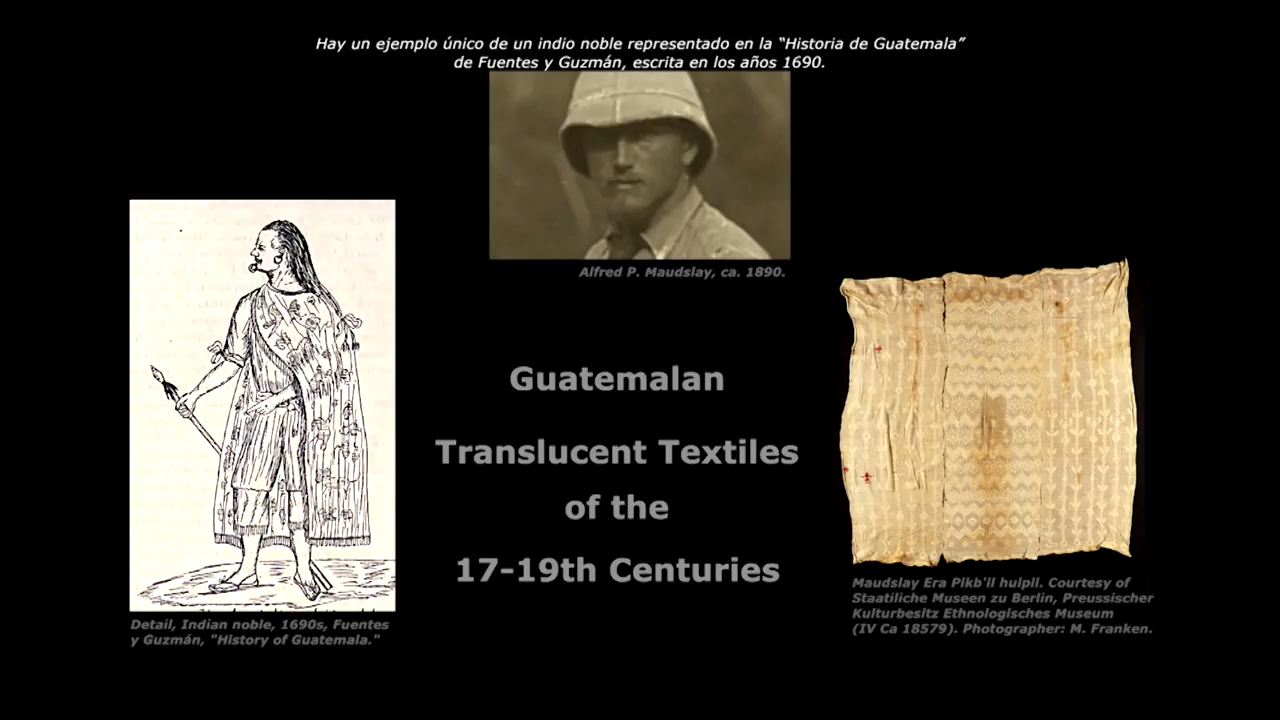 Hay un ejemplo único de un indio noble representado en la “Historia de Guatemala”
de Fuentes y Guzmán, escrita en los años 1690.
Alfred P. Maudslay, ca. 1890.
Guatemalan
Translucent Textiles
of the
17-19th Centuries
Detail, Indian noble, 1690s, Fuentes
y Guzmán, "History of Guatemala."
Maudslay Era Pikb'il huipil. Courtesy of
Staatiliche Museen zu Berlin, Preussischer
Kulturbesitz Ethnologisches Museum
(IV Ca 18579). Photographer: M. Franken.